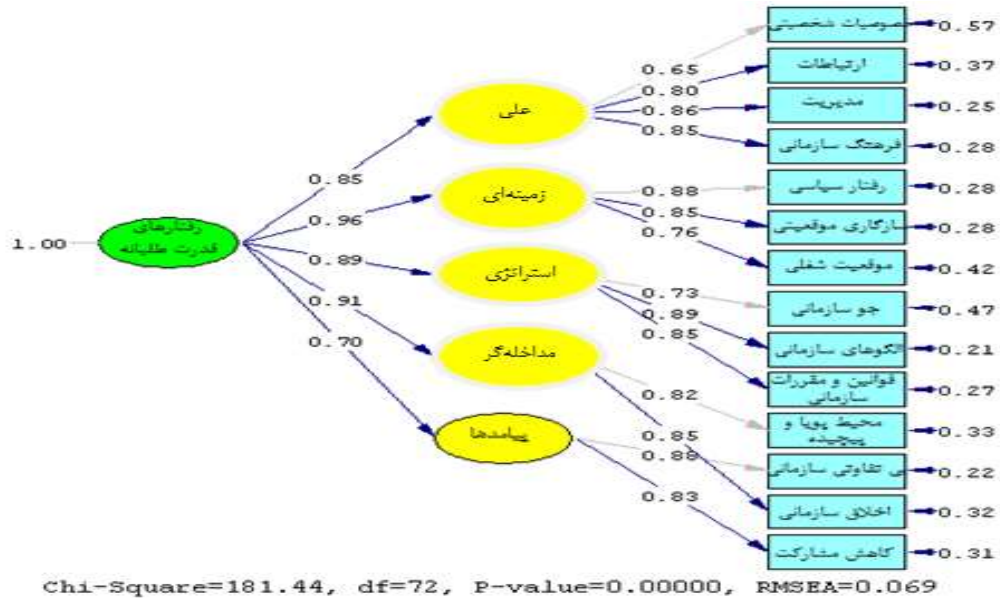 خصوصیات شخصیتی
0.57
0.65
ارتباطات
0.37
0.80
علی
مدیریت
0.25
0.86
0.85
فرهنگ سازمانی
0.28
0.85
رفتار سیاسی
0.28
زمینه‌ای
0.88
0.96
0.85
سازگاری موقعیتی
0.28
0.76
1.00
رفتارهای
قدرت طلبانه
موقعیت شغلی
0.42
0.89
استراتژی
0.73
جو سازمانی
0.47
0.89
0.91
0.85
الگوهای سازمانی
0.21
0.70
مداخله‌گر
قوانین و مقررات
سازمانی
0.27
0.82
محیط پویا و
پیچیده
0.33
پیامدها
0.85
0.88
بی تفاوتی سازمانی
0.22
0.83
اخلاق سازمانی
0.32
کاهش مشارکت
0.31
Chi-Square=181.44, df=72, P-value=0.00000, RMSEA=0.069